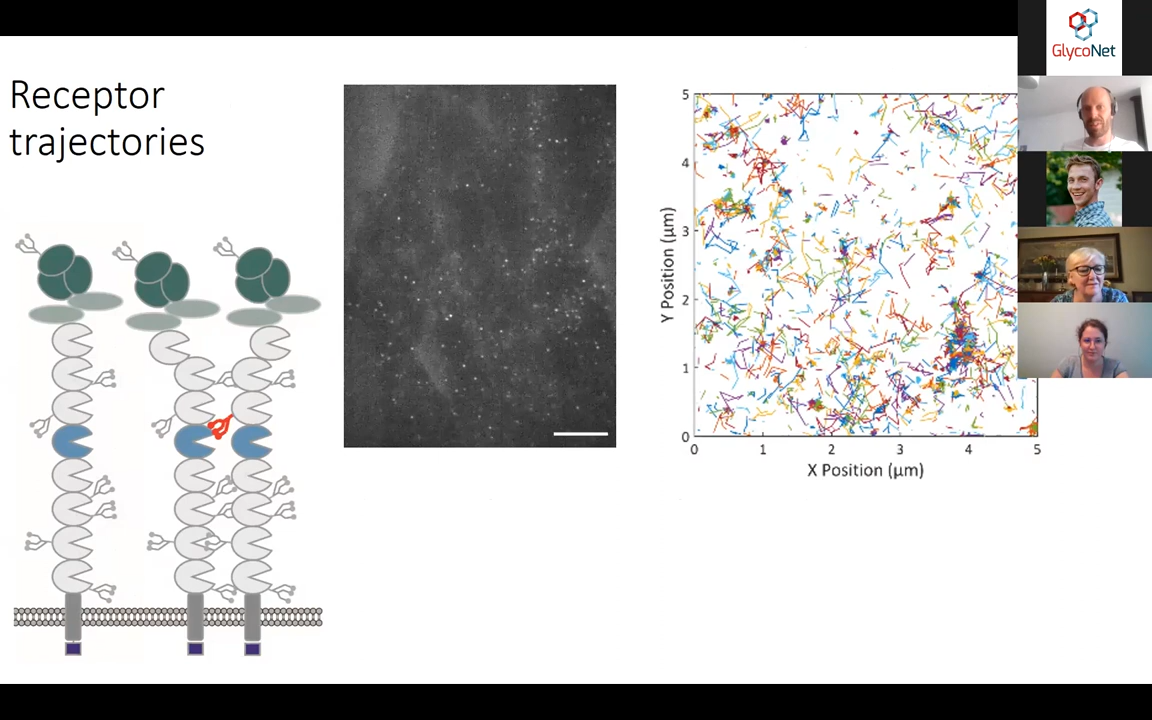 Receptor
trajectories
GlycoNet
5
4
3
2
1
0
Y Position (µm)
0 1 2 3 4 5
X Position (µm)